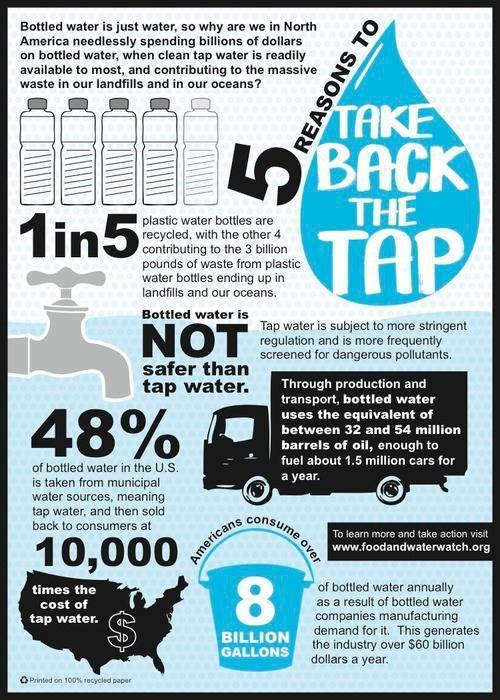 Bottled water is just water, so why are we in North
America needlessly spending billions of dollars
on bottled water, when clean tap water is readily
available to most, and contributing to the massive
waste in our landfills and in our oceans?
5 REASONS TO
TAKE
BACK
THE
TAP
1in5
plastic water bottles are
recycled, with the other 4
contributing to the 3 billion
pounds of waste from plastic
water bottles ending up in
landfills and our oceans.
Bottled water is
NOT
safer than
tap water.
Tap water is subject to more stringent
regulation and is more frequently
screened for dangerous pollutants.
Through production and
transport, bottled water
uses the equivalent of
between 32 and 54 million
barrels of oil, enough to
fuel about 1.5 million cars for
a year.
48%
of bottled water in the U.S.
is taken from municipal
water sources, meaning
tap water, and then sold
back to consumers at
10,000
times the
cost of
tap water.
$
Americans consume over
8
BILLION
GALLONS
of bottled water annually
as a result of bottled water
companies manufacturing
demand for it. This generates
the industry over $60 billion
dollars a year.
To learn more and take action visit
www.foodandwaterwatch.org
Printed on 100% recycled paper